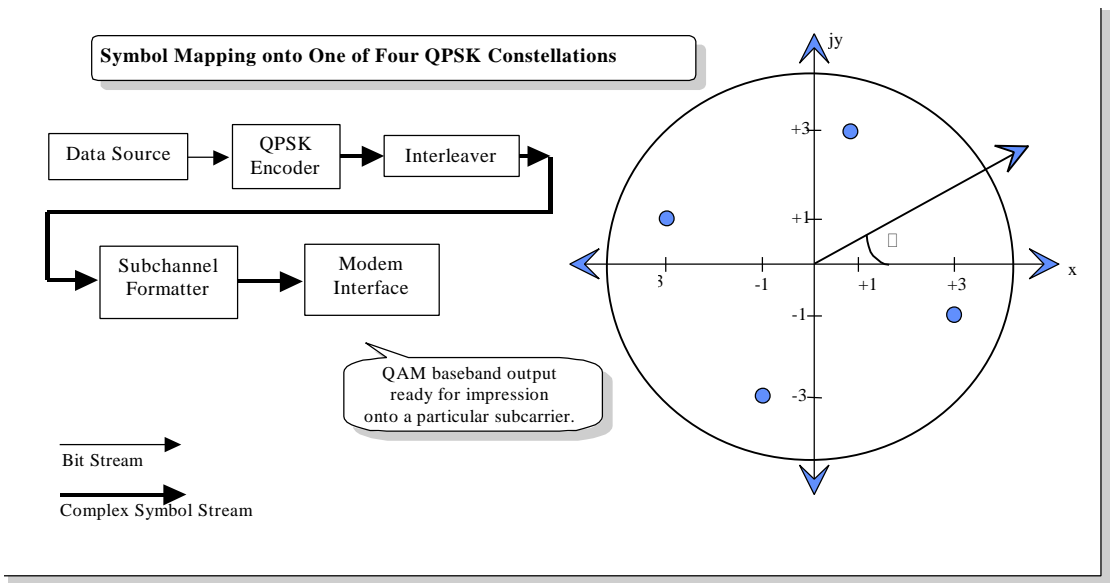 Symbol Mapping onto One of Four QPSK Constellations
jy
Data Source
QPSK
Encoder
Interleaver
+3
+1
Subchannel
Formatter
Modem
Interface
3
-1
+1
+3
x
-1
-3
QAM baseband output
ready for impression
onto a particular subcarrier.
Bit Stream
Complex Symbol Stream